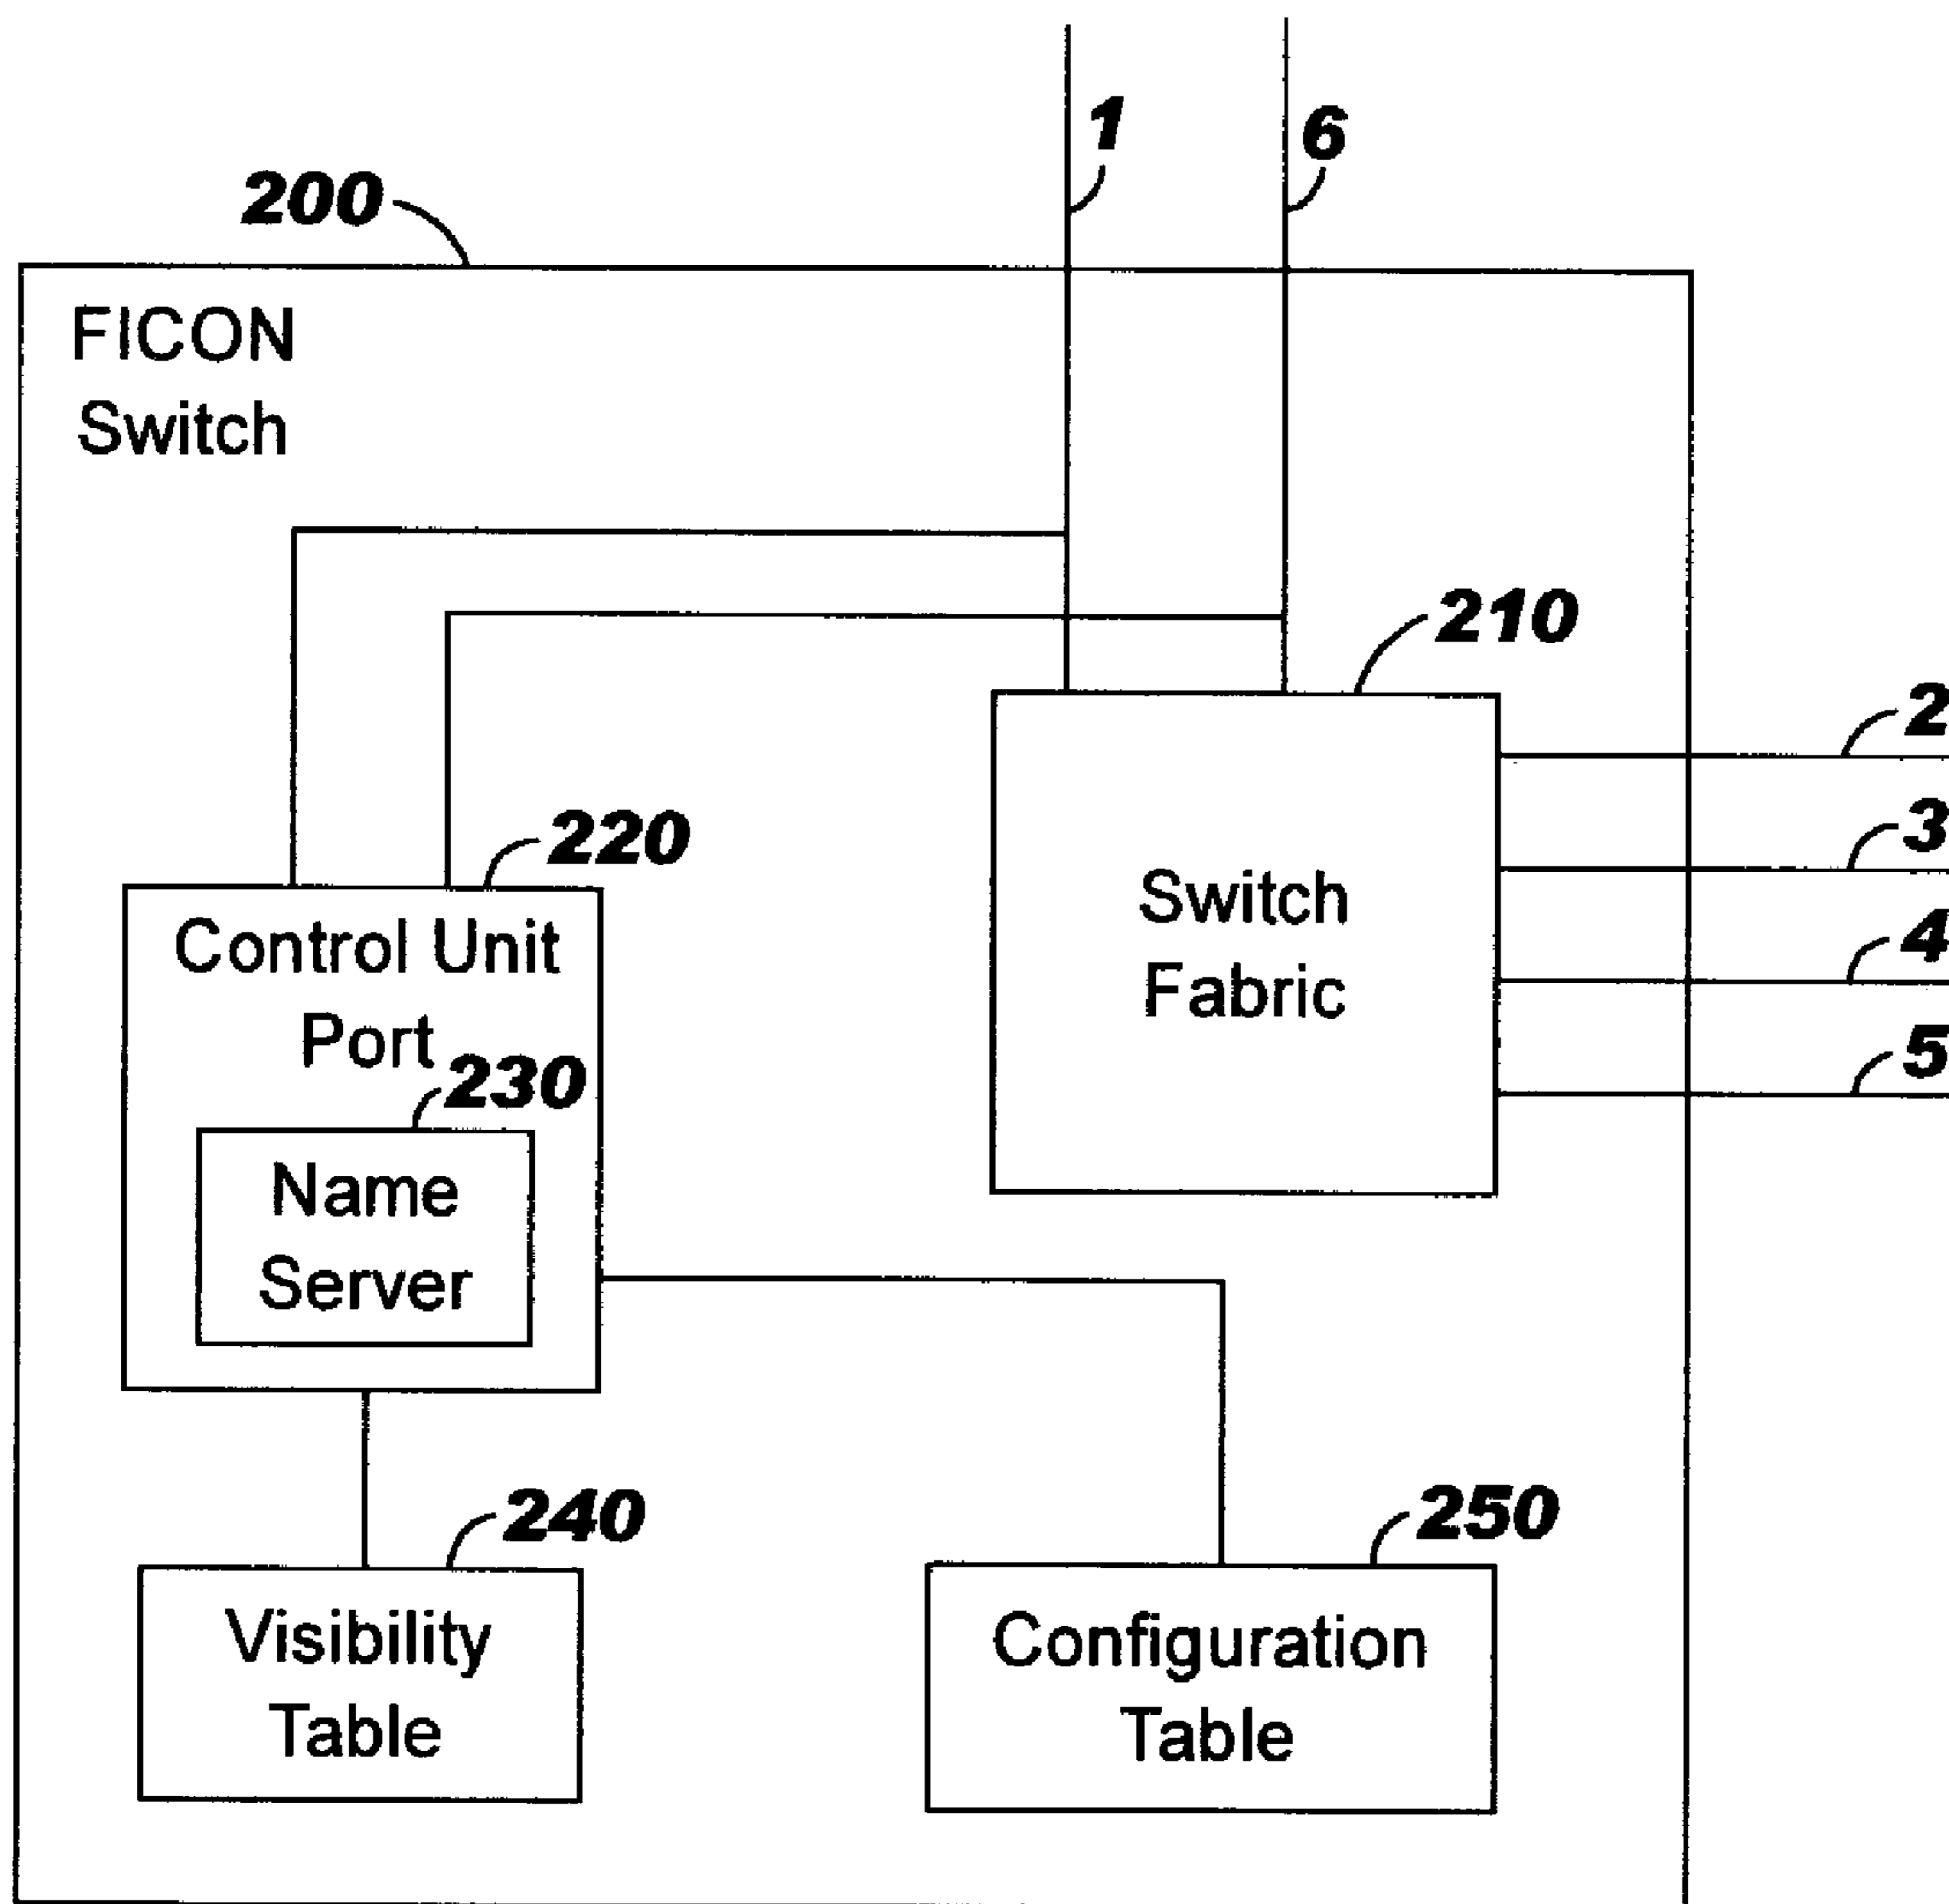 1
6
200
FICON
Switch
210
2
220
3
Control Unit
Port
Switch
Fabric
4
230
5
Name
Server
240
250
Visibility
Table
Configuration
Table